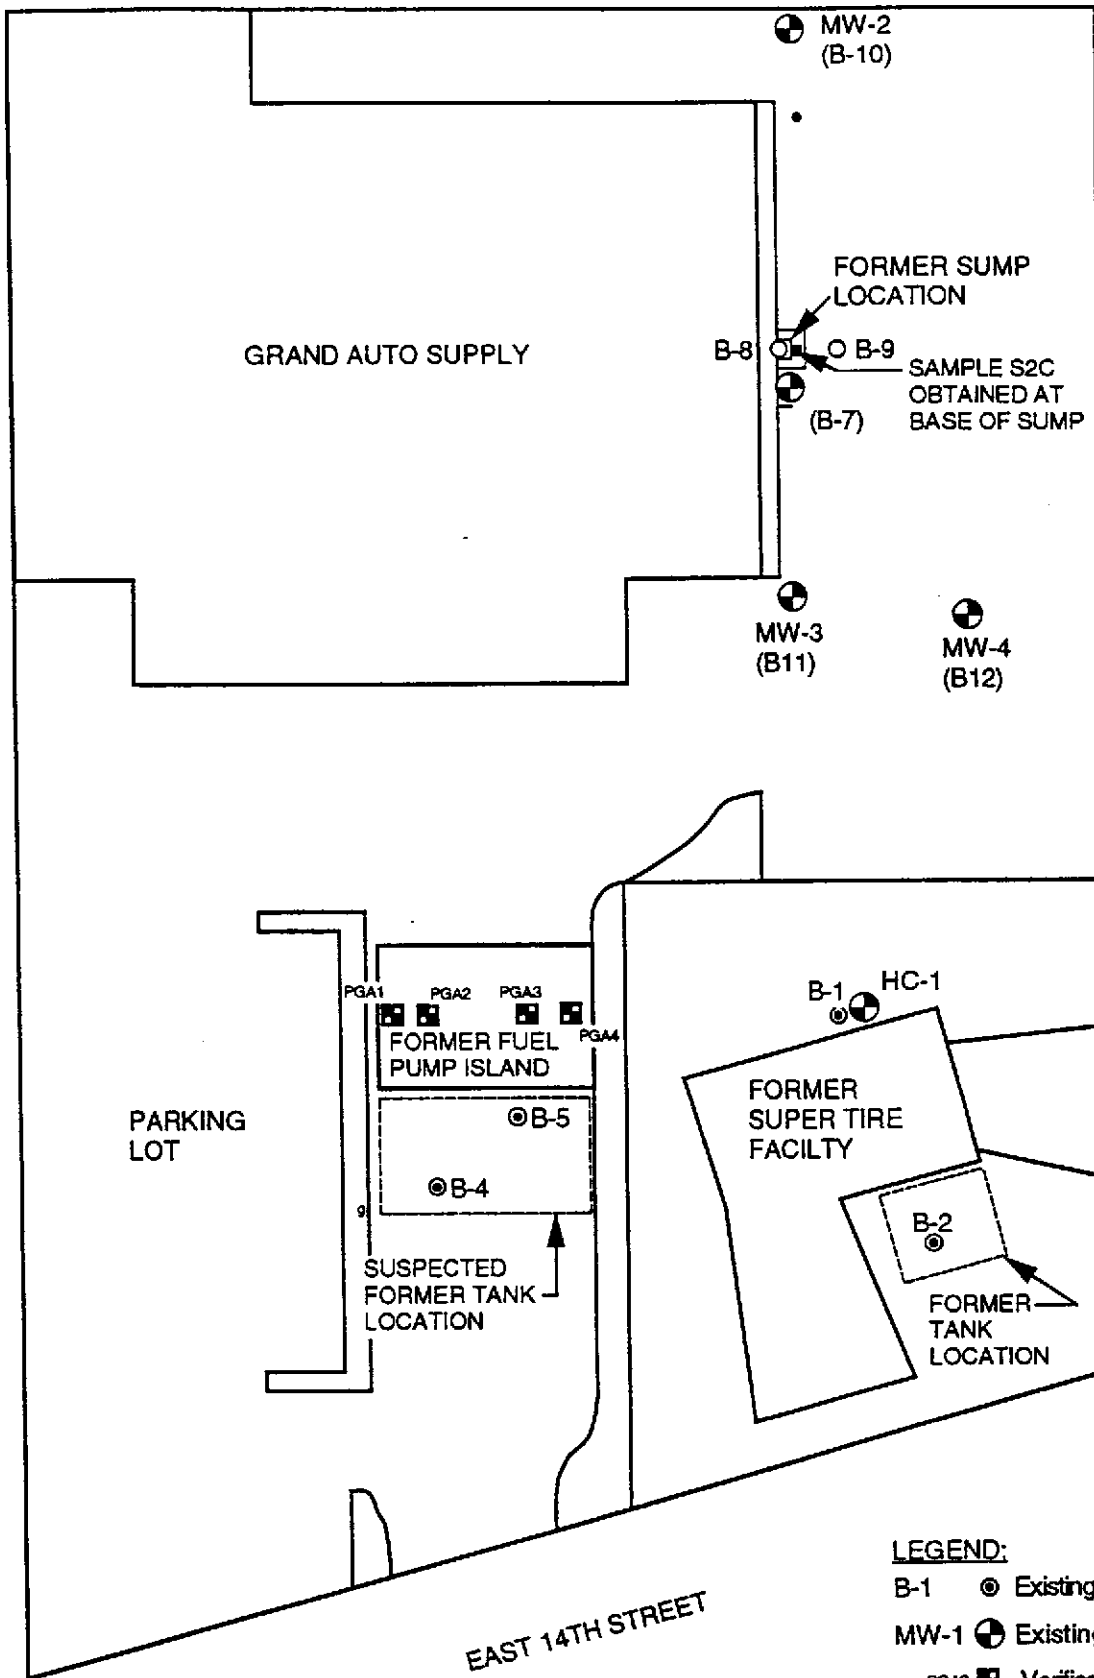 MW-2
(B-10)
FORMER SUMP
LOCATION
GRAND AUTO SUPPLY
B-8
B-9
SAMPLE S2C
OBTAINED AT
BASE OF SUMP
(B-7)
MW-3
(B11)
MW-4
(B12)
PGA1
PGA2
PGA3
PGA4
FORMER FUEL
PUMP ISLAND
B-1
HC-1
PARKING
LOT
B-5
B-4
FORMER
SUPER TIRE
FACILTY
B-2
SUSPECTED
FORMER TANK
LOCATION
FORMER
TANK
LOCATION
EAST 14TH STREET
LEGEND:
B-1 Existing
MW-1 Existing